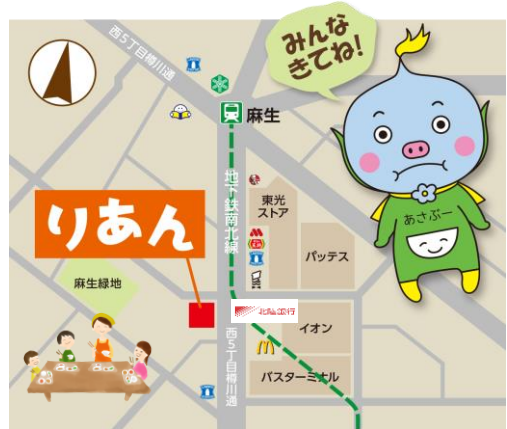 みんな
きてね!
西5丁目樽川通
麻生
地下鉄南北線
東光
ストア
りあん
パッテス
あさぶー
麻生緑地
北陸銀行
イオン
西5丁目樽川通
バスターミナル